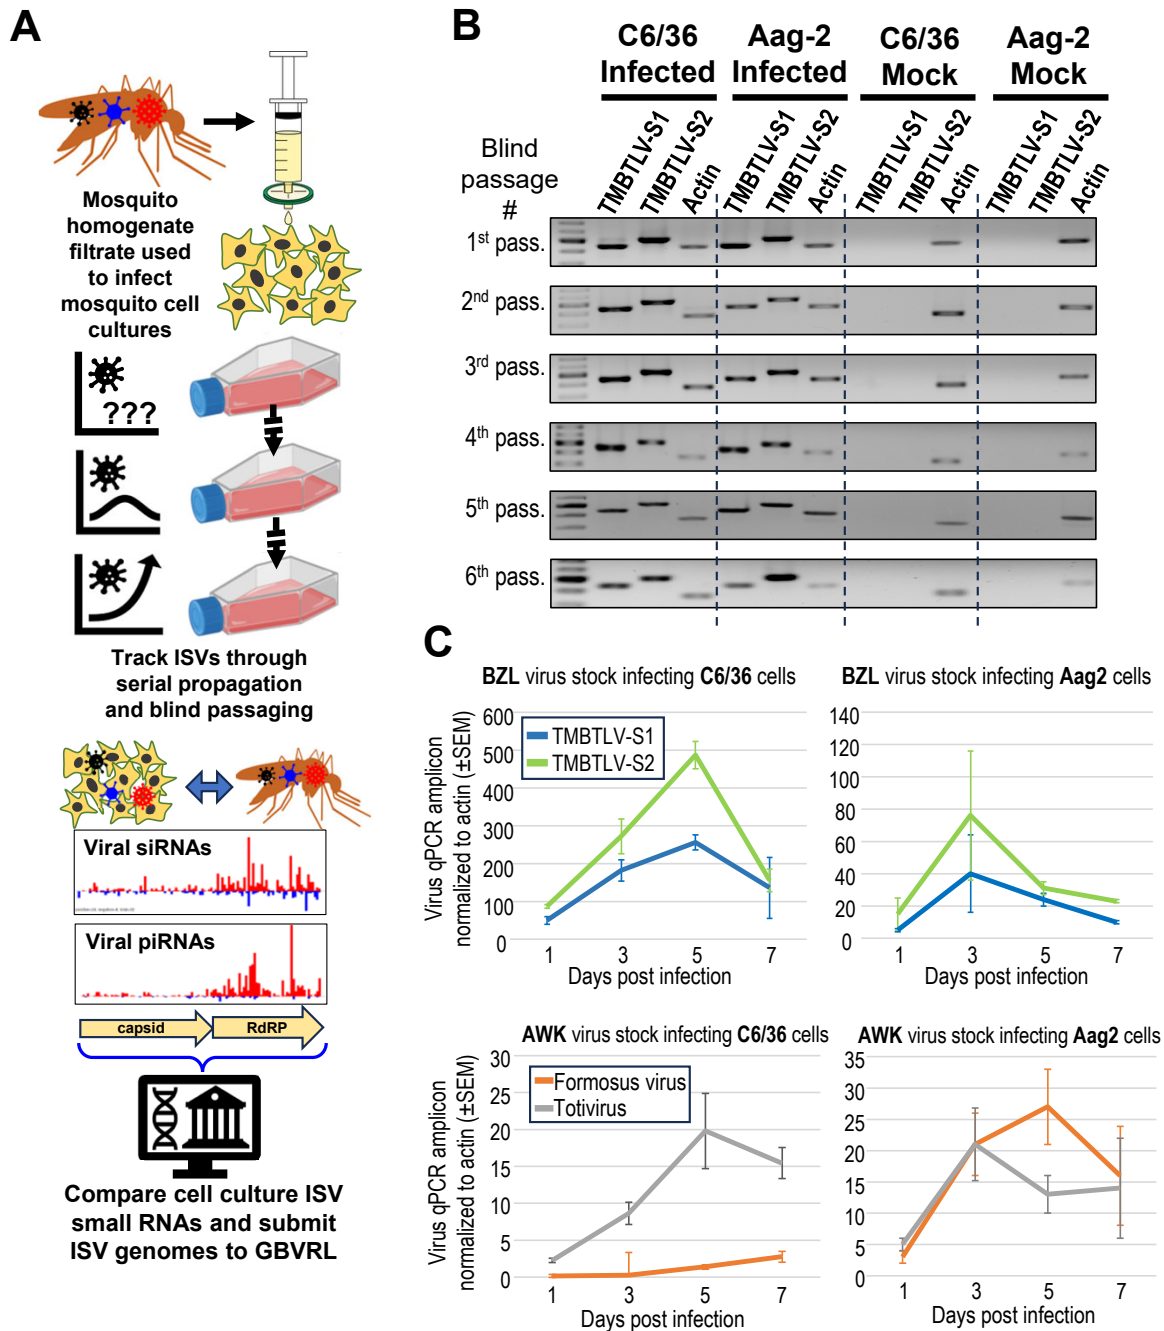 A
Mosquito
homogenate
filtrate used
to infect
mosquito cell
cultures
???
Track ISVs through
serial propagation
and blind passaging
Viral siRNAs
Viral piRNAs
capsid
RdRP
Compare cell culture ISV
small RNAs and submit
ISV genomes to GBVRL
B
C6/36
Infected
Aag-2
Infected
C6/36
Mock
Aag-2
Mock
Blind
passage
#
TMBTLV-S1
TMBTLV-S2
Actin
TMBTLV-S1
TMBTLV-S2
Actin
TMBTLV-S1
TMBTLV-S2
Actin
TMBTLV-S1
TMBTLV-S2
Actin
1st pass.
2nd pass.
3rd pass.
4th pass.
5th pass.
6th pass.
C
BZL virus stock infecting C6/36 cells
Virus qPCR amplicon
normalized to actin (±SEM)
600
500
400
300
200
100
0
TMBTLV-S1
TMBTLV-S2
1 3 5 7
Days post infection
BZL virus stock infecting Aag2 cells
140
120
100
80
60
40
20
0
1 3 5 7
Days post infection
AWK virus stock infecting C6/36 cells
Virus qPCR amplicon
normalized to actin (±SEM)
30
25
20
15
10
5
0
Formosus virus
Totivirus
1 3 5 7
Days post infection
AWK virus stock infecting Aag2 cells
35
30
25
20
15
10
5
0
1 3 5 7
Days post infection